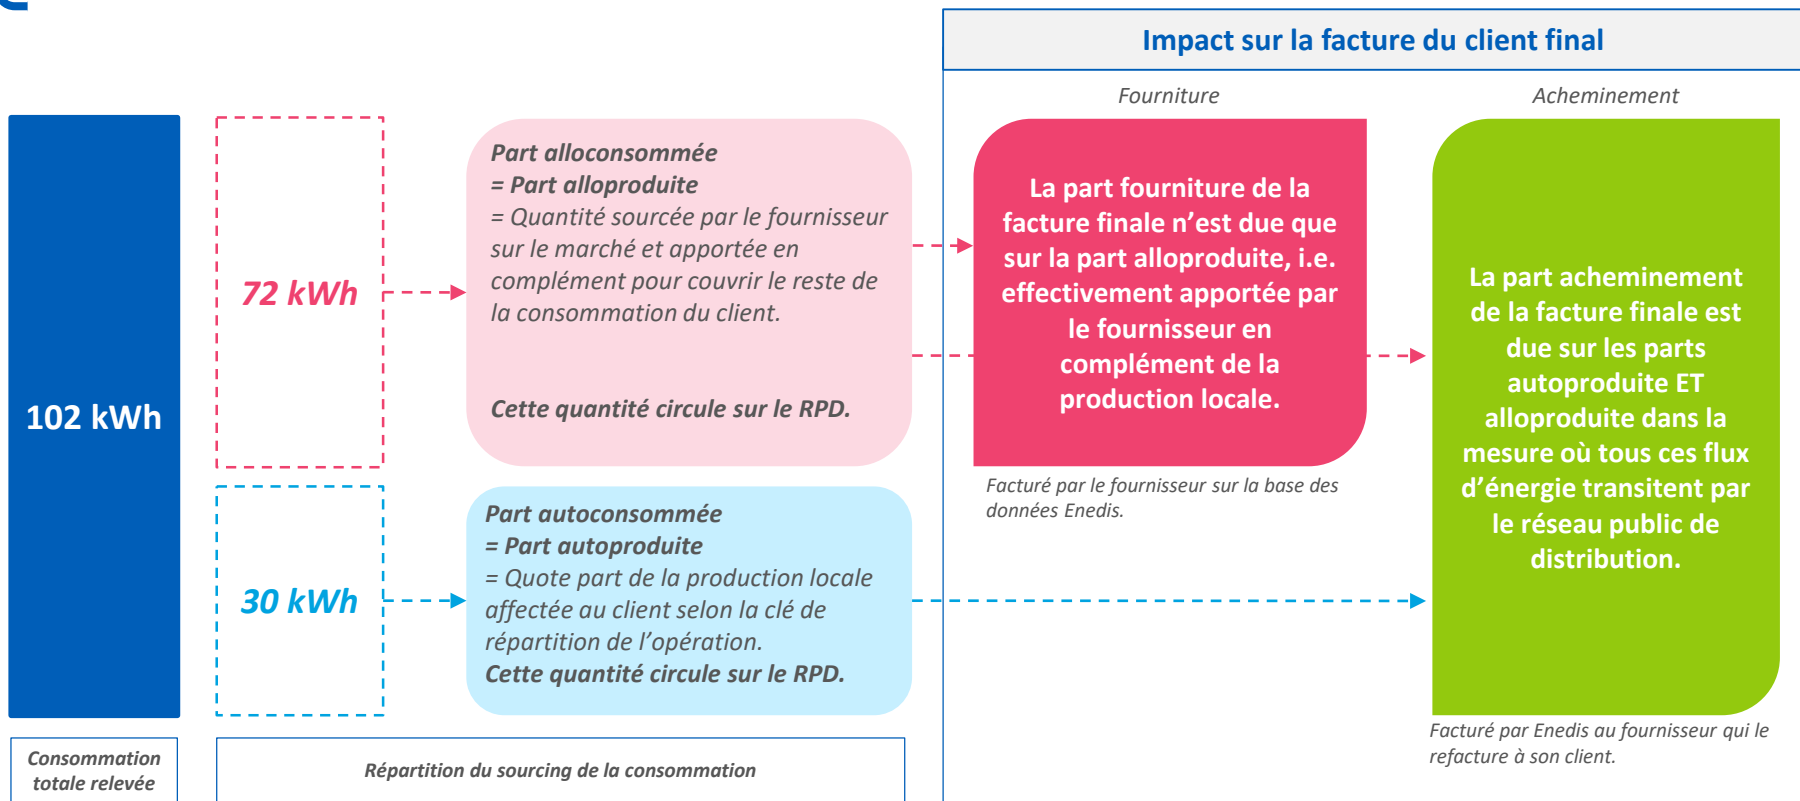 Impact sur la facture du client final
Fourniture
Acheminement
102 kWh
72 kWh
Part alloconsommée
= Part alloproduite
= Quantité sourcée par le fournisseur
sur le marché et apportée en
complément pour couvrir le reste de
la consommation du client.
Cette quantité circule sur le RPD.
La part fourniture de la
facture finale n’est due que
sur la part alloproduite, i.e.
effectivement apportée par
le fournisseur en
complément de la
production locale.
Facturé par le fournisseur sur la base des
données Enedis.
La part acheminement
de la facture finale est
due sur les parts
autoproduite ET
alloproduite dans la
mesure où tous ces flux
d’énergie transitent par
le réseau public de
distribution.
Facturé par Enedis au fournisseur qui le
refacture à son client.
30 kWh
Part autoconsommée
= Part autoproduite
= Quote part de la production locale
affectée au client selon la clé de
répartition de l’opération.
Cette quantité circule sur le RPD.
Consommation
totale relevée
Répartition du sourcing de la consommation